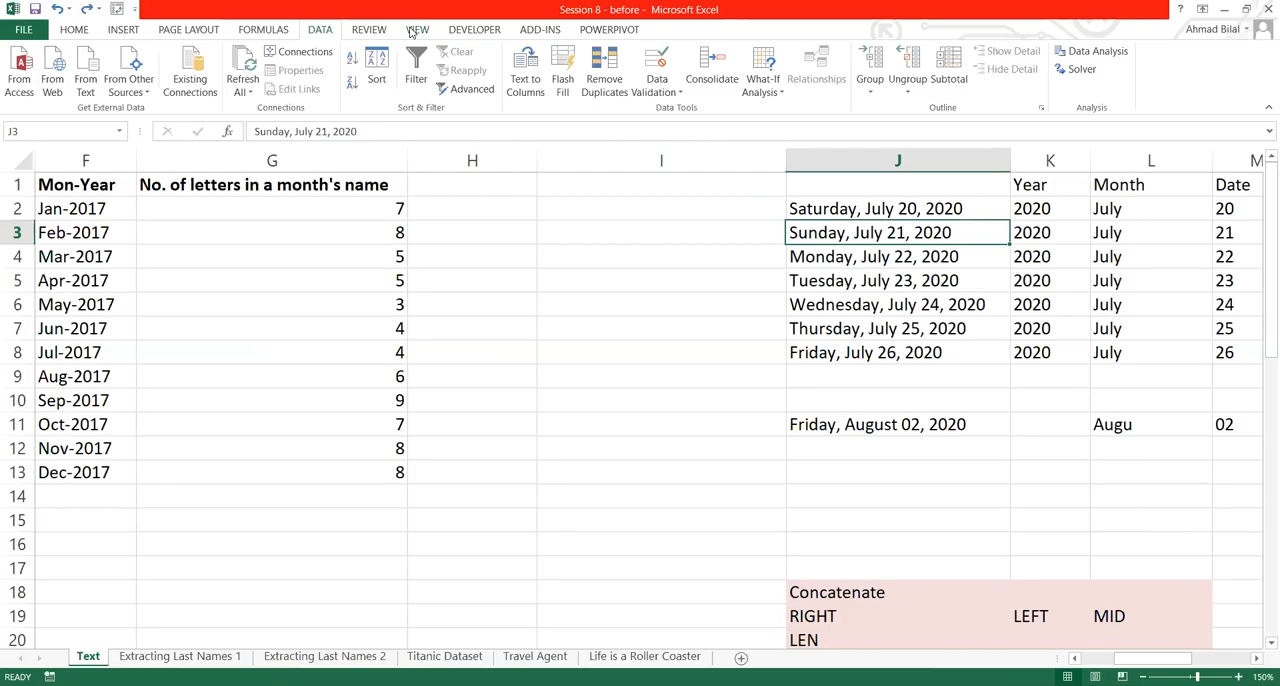 Session 8 - before - Microsoft Excel
FILE HOME INSERT PAGE LAYOUT FORMULAS DATA REVIEW VIEW DEVELOPER ADD-INS POWERPIVOT Ahmad Bilal
From Access
From Web
From Text
From Other Sources
Get External Data
Existing Connections
Refresh All
Connections
Properties
Edit Links
Connections
Sort
Filter
Clear
Reapply
Advanced
Sort & Filter
Text to Columns
Flash Fill
Remove Duplicates
Data Validation
Consolidate
What-If Analysis
Relationships
Data Tools
Group
Ungroup
Subtotal
Show Detail
Hide Detail
Outline
Data Analysis
Solver
Analysis
J3 fx Sunday, July 21, 2020
F G H I J K L M
1 Mon-Year No. of letters in a month's name Year Month Date
2 Jan-2017 7 Saturday, July 20, 2020 2020 July 20
3 Feb-2017 8 Sunday, July 21, 2020 2020 July 21
4 Mar-2017 5 Monday, July 22, 2020 2020 July 22
5 Apr-2017 5 Tuesday, July 23, 2020 2020 July 23
6 May-2017 3 Wednesday, July 24, 2020 2020 July 24
7 Jun-2017 4 Thursday, July 25, 2020 2020 July 25
8 Jul-2017 4 Friday, July 26, 2020 2020 July 26
9 Aug-2017 6
10 Sep-2017 9
11 Oct-2017 7 Friday, August 02, 2020 Augu 02
12 Nov-2017 8
13 Dec-2017 8
14
15
16
17
18 Concatenate
19 RIGHT LEFT MID
20 LEN
Text Extracting Last Names 1 Extracting Last Names 2 Titanic Dataset Travel Agent Life is a Roller Coaster
READY 150%